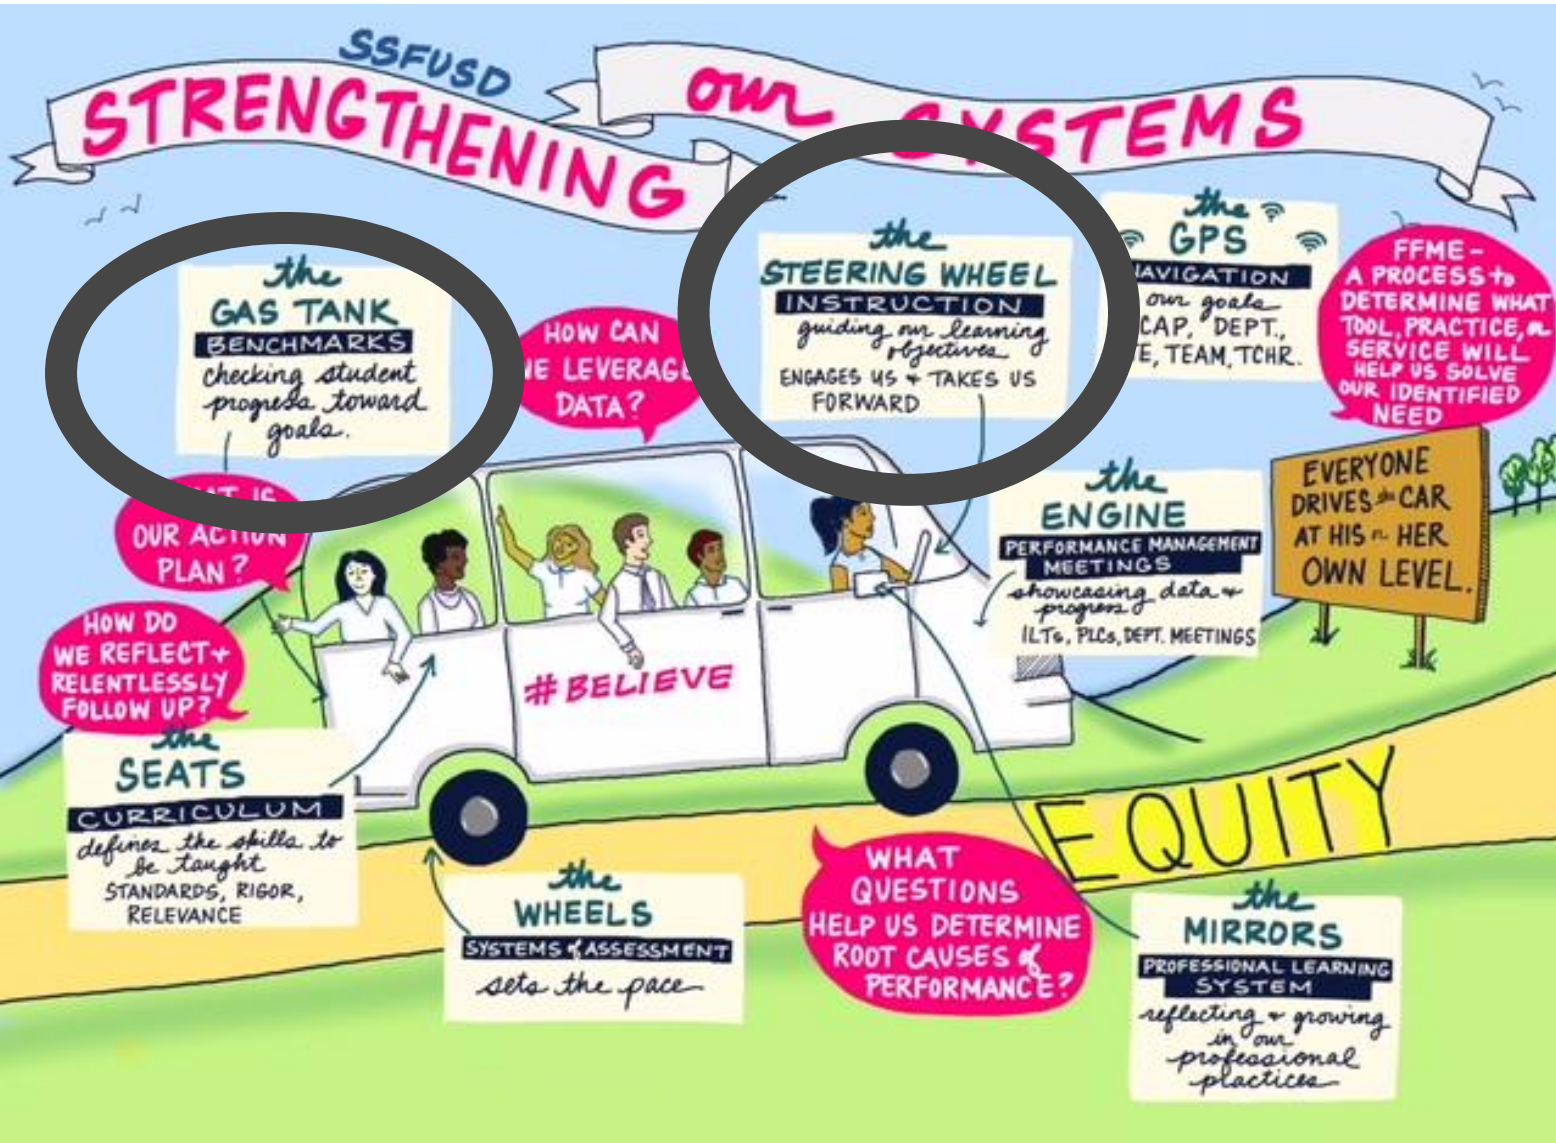 SSFUSD
STRENGTHENING
our SYSTEMS
the
GAS TANK
BENCHMARKS
checking student
progress toward
goals.
HOW CAN
WE LEVERAGE
DATA?
the
STEERING WHEEL
INSTRUCTION
guiding our learning
objectives
ENGAGES US + TAKES US
FORWARD
the
GPS
NAVIGATION
our goals
CAP, DEPT.,
E, TEAM, TCHR.
FFME -
A PROCESS to
DETERMINE WHAT
TOOL, PRACTICE, or
SERVICE WILL
HELP US SOLVE
OUR IDENTIFIED
NEED
IS
OUR ACTION
PLAN?
the
ENGINE
PERFORMANCE MANAGEMENT
MEETINGS
showcasing data +
progress
ILTs, PLCs, DEPT. MEETINGS
EVERYONE
DRIVES the CAR
AT HIS or HER
OWN LEVEL.
HOW DO
WE REFLECT +
RELENTLESSLY
FOLLOW UP?
#BELIEVE
the
SEATS
CURRICULUM
defines the skills to
be taught
STANDARDS, RIGOR,
RELEVANCE
EQUITY
the
WHEELS
SYSTEMS of ASSESSMENT
sets the pace
WHAT
QUESTIONS
HELP US DETERMINE
ROOT CAUSES of
PERFORMANCE?
the
MIRRORS
PROFESSIONAL LEARNING
SYSTEM
reflecting + growing
in our
professional
practices